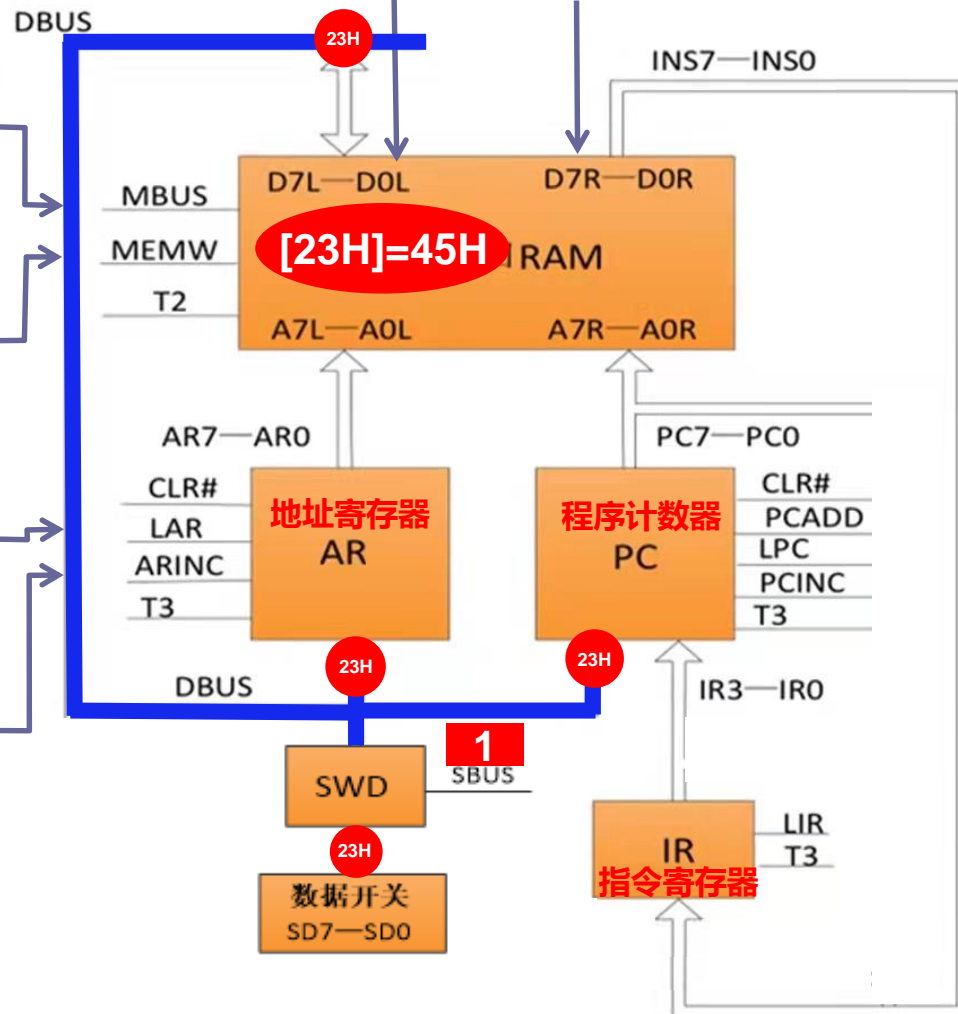 DBUS
23H
INS7—INS0
D7L—D0L
D7R—D0R
MBUS
MEMW
[23H]=45H
RAM
T2
A7L—A0L
A7R—A0R
AR7—AR0
PC7—PC0
CLR#
LAR
ARINC
T3
地址寄存器
AR
程序计数器
PC
CLR#
PCADD
LPC
PCINC
T3
23H
23H
DBUS
IR3—IR0
1
SBUS
SWD
23H
数据开关
SD7—SD0
IR
指令寄存器
LIR
T3